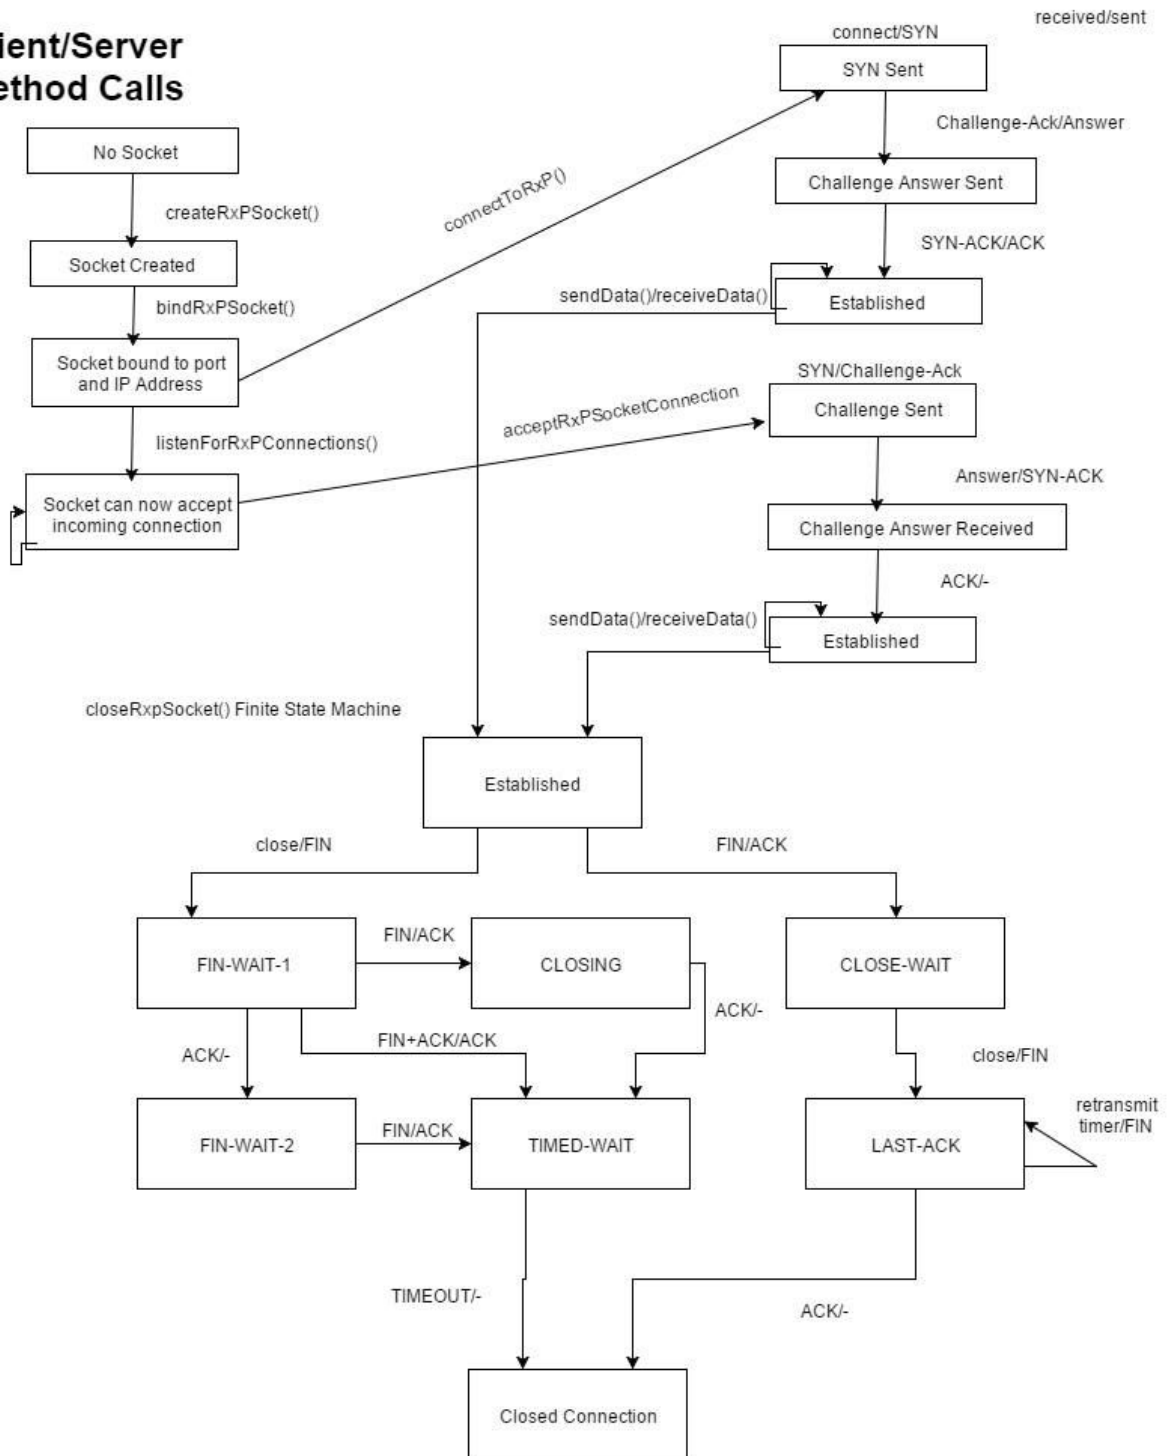 received/sent
ient/Server
ethod Calls
connect/SYN
SYN Sent
Challenge-Ack/Answer
No Socket
createRxPSocket()
connectToRxP()
Challenge Answer Sent
SYN-ACK/ACK
Socket Created
bindRxPSocket()
sendData()/receiveData()
Established
Socket bound to port
and IP Address
SYN/Challenge-Ack
Challenge Sent
acceptRxPSocketConnection
listenForRxPConnections()
Answer/SYN-ACK
Socket can now accept
incoming connection
Challenge Answer Received
ACK/-
sendData()/receiveData()
Established
closeRxpSocket() Finite State Machine
Established
close/FIN
FIN/ACK
FIN-WAIT-1
FIN/ACK
CLOSING
CLOSE-WAIT
ACK/-
FIN+ACK/ACK
ACK/-
close/FIN
FIN-WAIT-2
FIN/ACK
TIMED-WAIT
LAST-ACK
retransmit
timer/FIN
TIMEOUT/-
ACK/-
Closed Connection